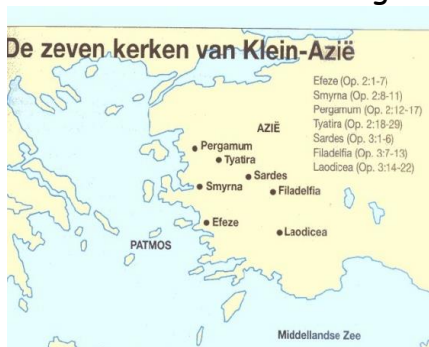 De zeven kerken van Klein-Azië
Efeze (Op. 2:1-7)
Smyrna (Op. 2:8-11)
Pergamum (Op. 2:12-17)
Tyatira (Op. 2:18-29)
Sardes (Op. 3:1-6)
Filadelfia (Op. 3:7-13)
Laodicea (Op. 3:14-22)
AZIË
Pergamum
Tyatira
Sardes
Smyrna
Filadelfia
Efeze
Laodicea
PATMOS
Middellandse Zee